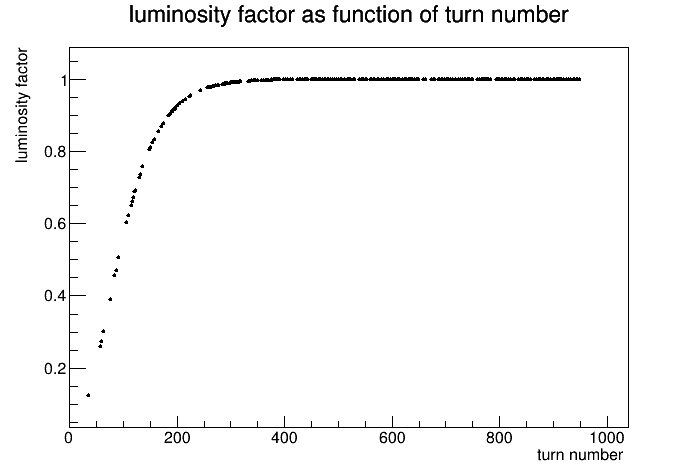 luminosity factor as function of turn number
luminosity factor
1
0.8
0.6
0.4
0.2
0 200 400 600 800 1000
turn number